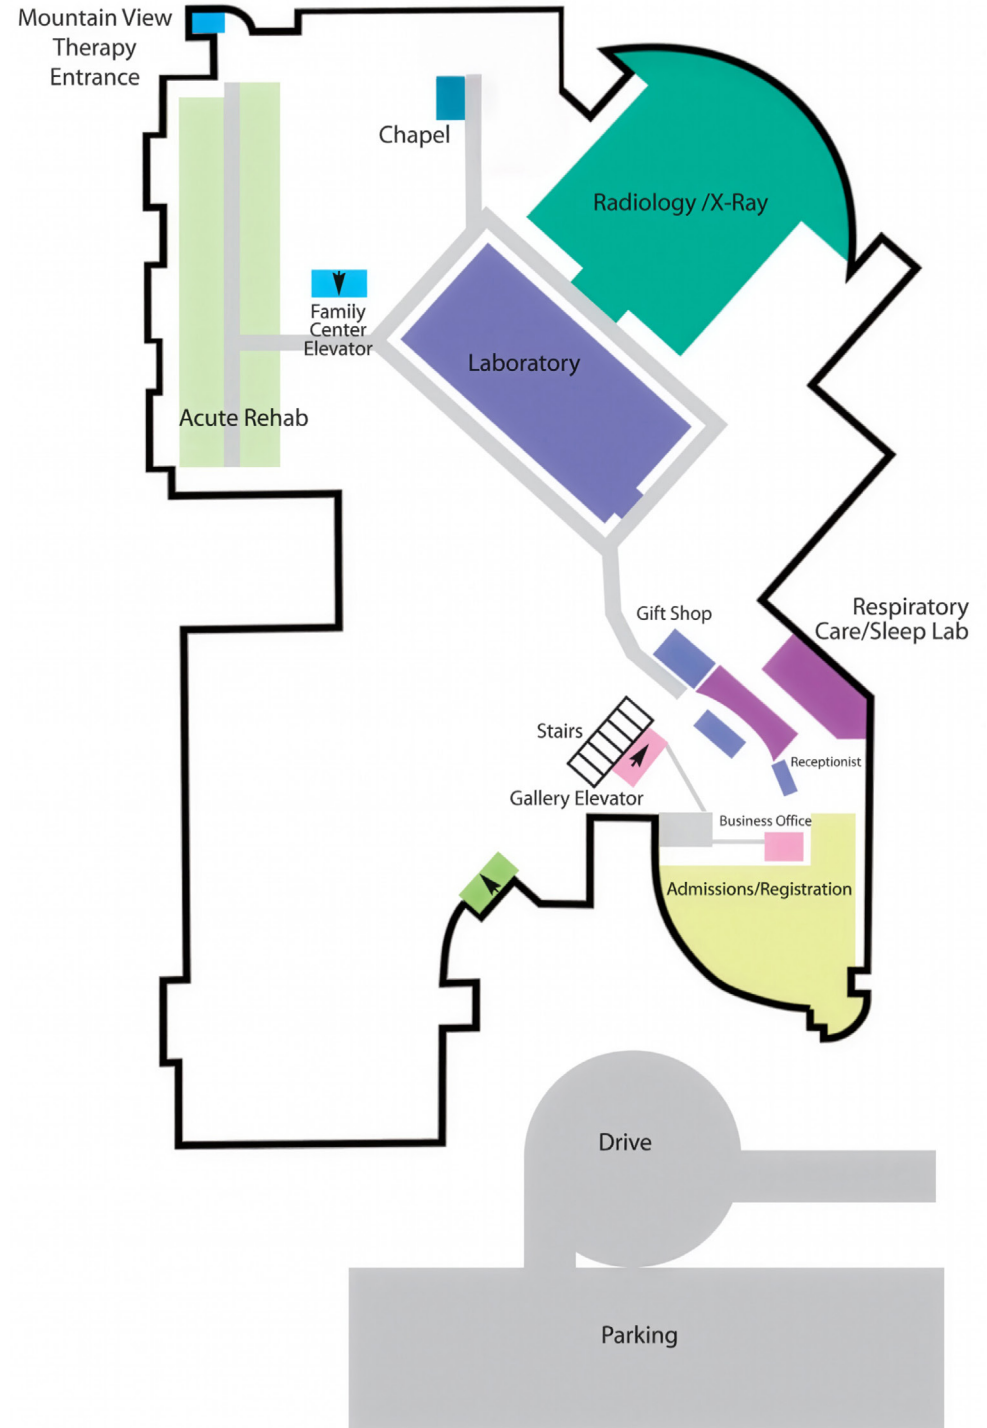 Mountain View
Therapy
Entrance
Chapel
Radiology /X-Ray
Family
Center
Elevator
Laboratory
Acute Rehab
Gift Shop
Respiratory
Care/Sleep Lab
Stairs
Receptionist
Gallery Elevator
Business Office
Admissions/Registration
Drive
Parking